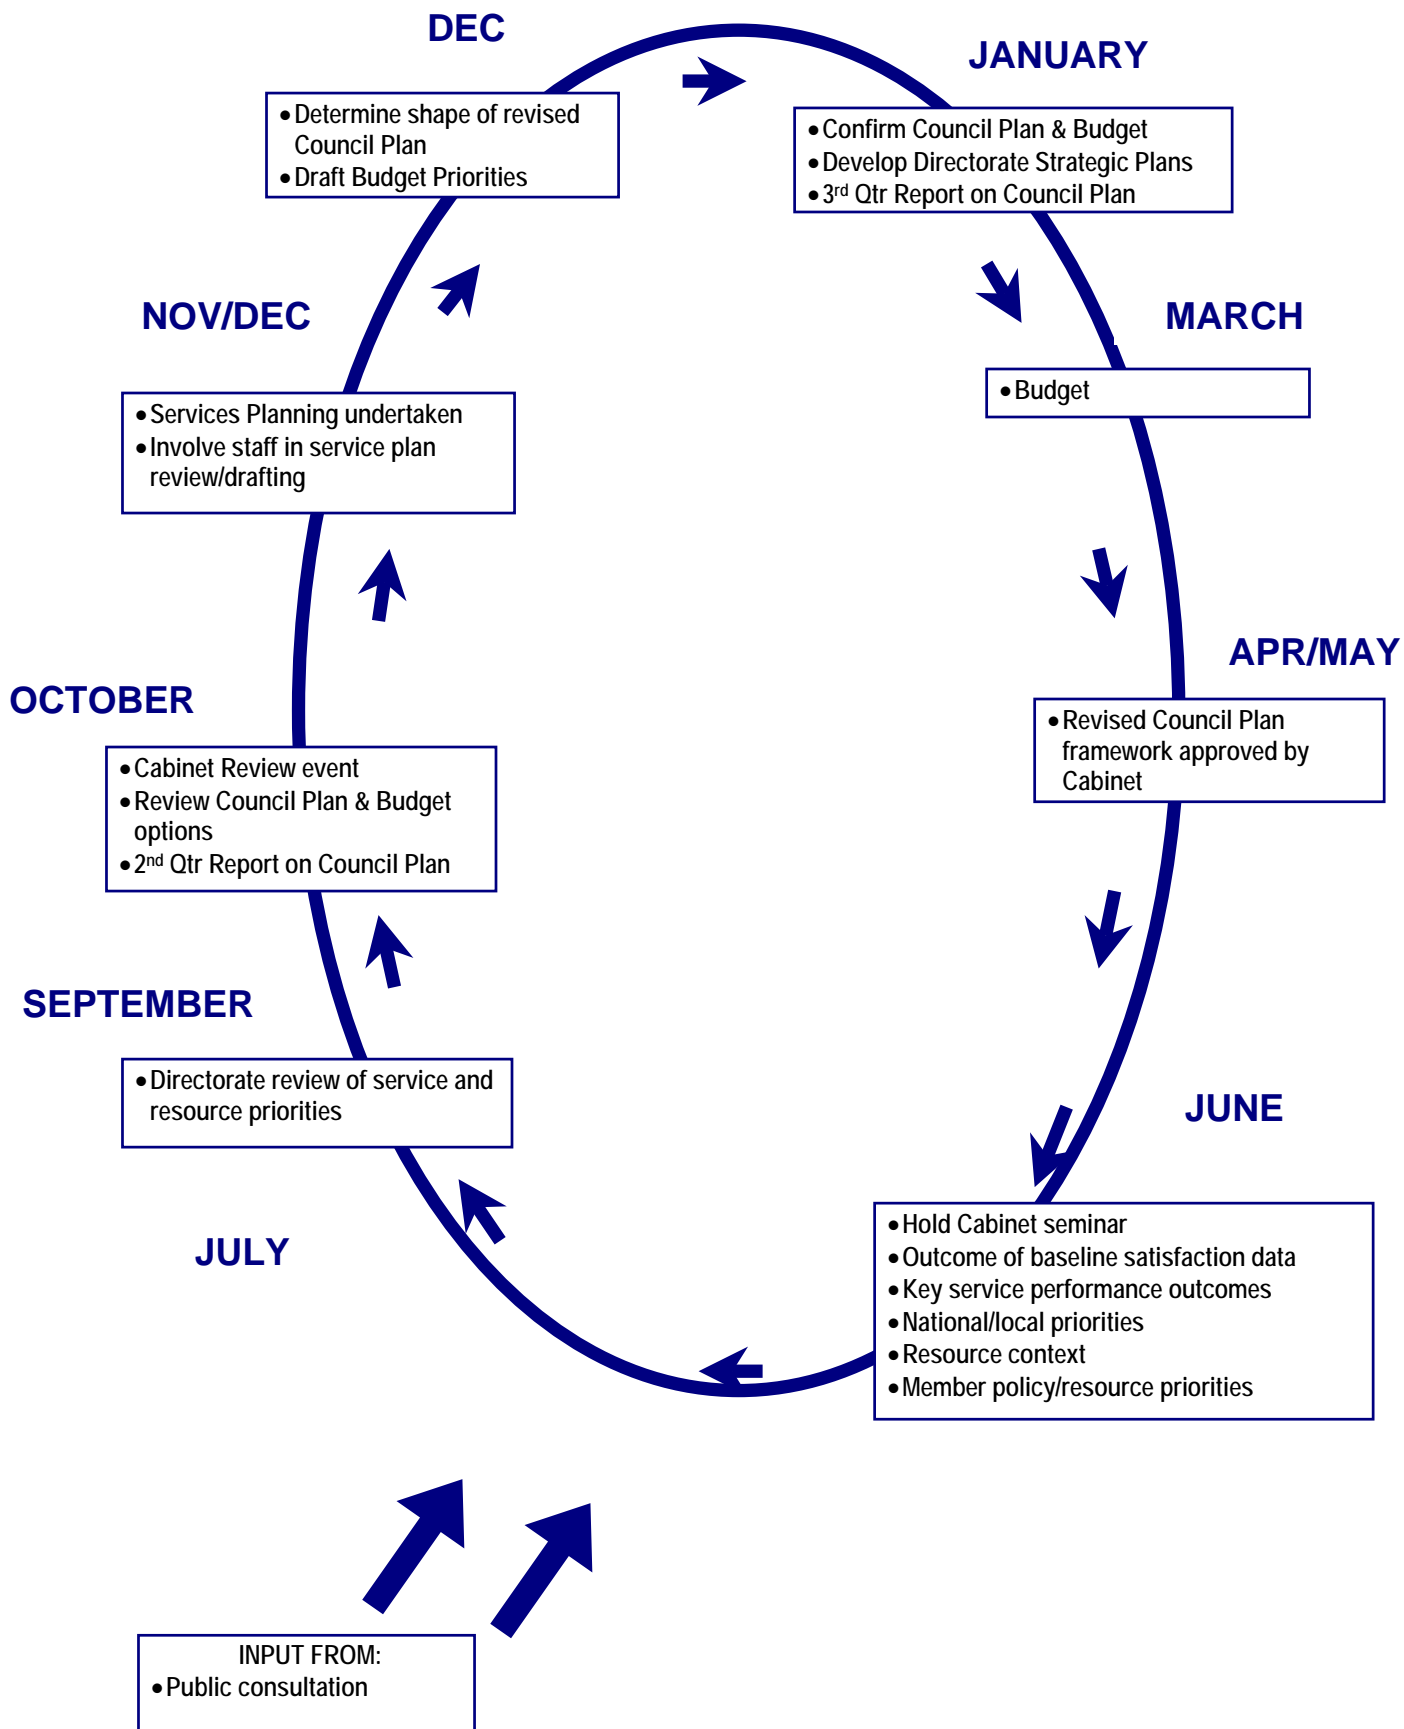 DEC
• Determine shape of revised
Council Plan
• Draft Budget Priorities
JANUARY
• Confirm Council Plan & Budget
• Develop Directorate Strategic Plans
• 3rd Qtr Report on Council Plan
MARCH
• Budget
APR/MAY
• Revised Council Plan
framework approved by
Cabinet
JUNE
• Hold Cabinet seminar
• Outcome of baseline satisfaction data
• Key service performance outcomes
• National/local priorities
• Resource context
• Member policy/resource priorities
JULY
SEPTEMBER
• Directorate review of service and
resource priorities
OCTOBER
• Cabinet Review event
• Review Council Plan & Budget
options
• 2nd Qtr Report on Council Plan
NOV/DEC
• Services Planning undertaken
• Involve staff in service plan
review/drafting
INPUT FROM:
• Public consultation